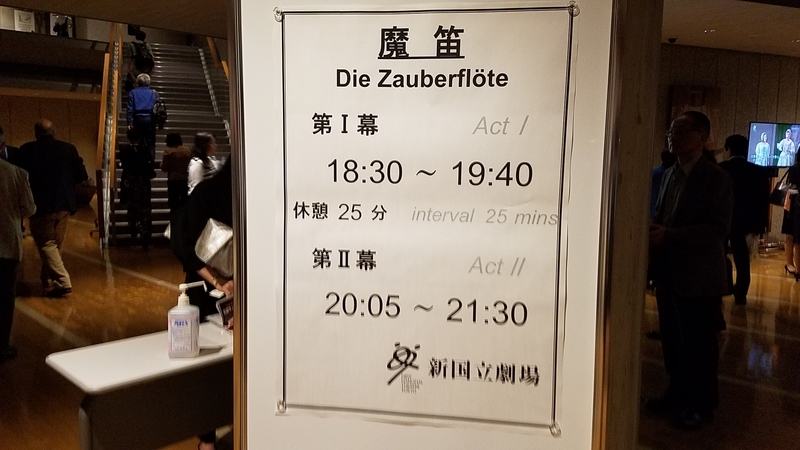 魔笛
Die Zauberflöte
第Ⅰ幕 Act I
18:30 ~ 19:40
休憩 25 分 interval 25 mins
第Ⅱ幕 Act II
20:05 ~ 21:30
新国立劇場